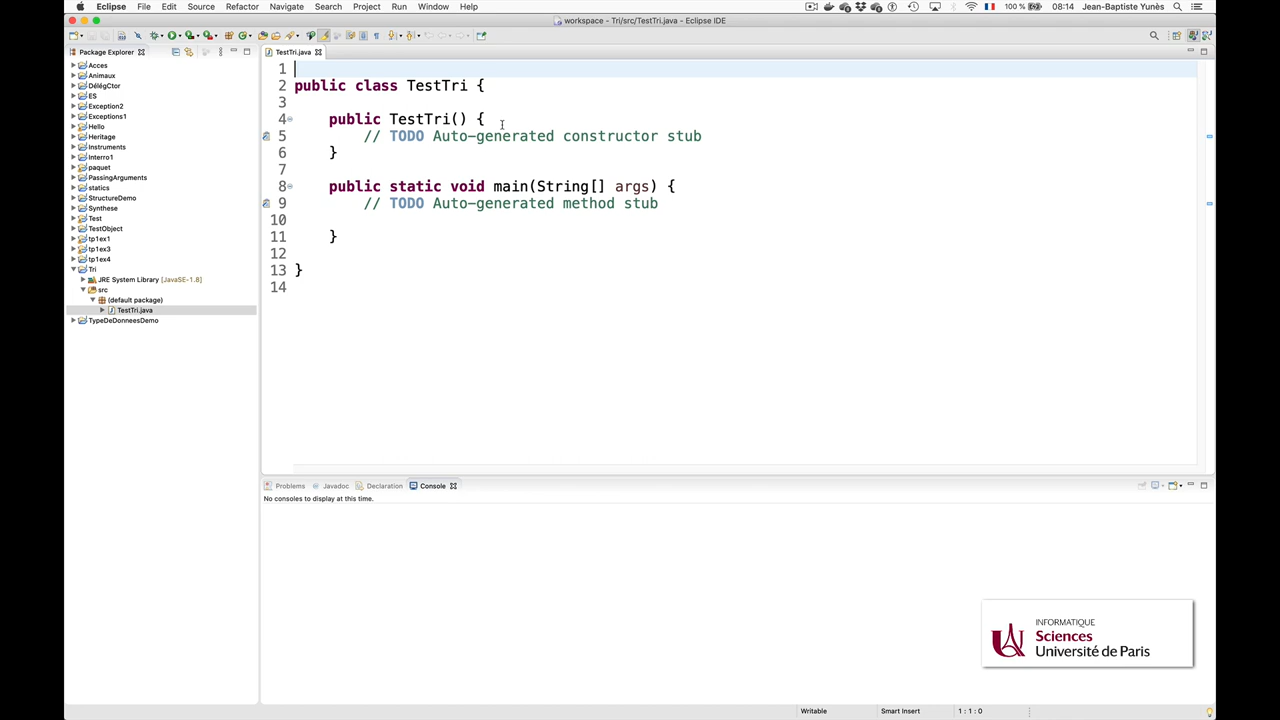 Eclipse File Edit Source Refactor Navigate Search Project Run Window Help 100 % 08:14 Jean-Baptiste Yunès
workspace - Tri/src/TestTri.java - Eclipse IDE
Package Explorer
Acces
Animaux
DélégCtor
ES
Exception2
Exceptions1
Hello
Heritage
Instruments
Interro1
paquet
PassingArguments
statics
StructureDemo
Synthese
Test
TestObject
tp1ex1
tp1ex3
tp1ex4
Tri
JRE System Library [JavaSE-1.8]
src
(default package)
TestTri.java
TypeDeDonneesDemo
TestTri.java
1
2 public class TestTri {
3
4 public TestTri() {
5 // TODO Auto-generated constructor stub
6 }
7
8 public static void main(String[] args) {
9 // TODO Auto-generated method stub
10
11 }
12
13 }
14
Problems Javadoc Declaration Console
No consoles to display at this time.
INFORMATIQUE
Sciences
Université de Paris
Writable Smart Insert 1 : 1 : 0